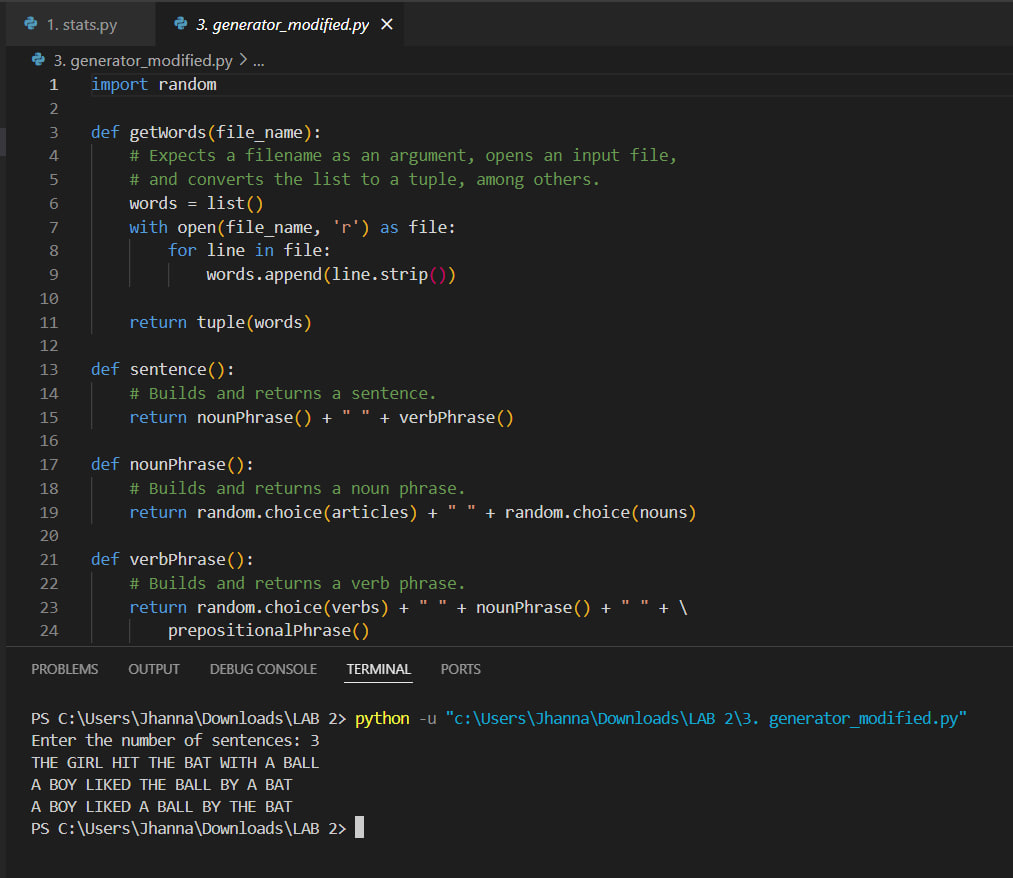 1. stats.py
3. generator_modified.py ×
3. generator_modified.py > ...
1 import random
2
3 def getWords(file_name):
4     # Expects a filename as an argument, opens an input file,
5     # and converts the list to a tuple, among others.
6     words = list()
7     with open(file_name, 'r') as file:
8         for line in file:
9             words.append(line.strip())
10
11     return tuple(words)
12
13 def sentence():
14     # Builds and returns a sentence.
15     return nounPhrase() + " " + verbPhrase()
16
17 def nounPhrase():
18     # Builds and returns a noun phrase.
19     return random.choice(articles) + " " + random.choice(nouns)
20
21 def verbPhrase():
22     # Builds and returns a verb phrase.
23     return random.choice(verbs) + " " + nounPhrase() + " " + \
24         prepositionalPhrase()
PROBLEMS OUTPUT DEBUG CONSOLE TERMINAL PORTS
PS C:\Users\Jhanna\Downloads\LAB 2> python -u "c:\Users\Jhanna\Downloads\LAB 2\3. generator_modified.py"
Enter the number of sentences: 3
THE GIRL HIT THE BAT WITH A BALL
A BOY LIKED THE BALL BY A BAT
A BOY LIKED A BALL BY THE BAT
PS C:\Users\Jhanna\Downloads\LAB 2>